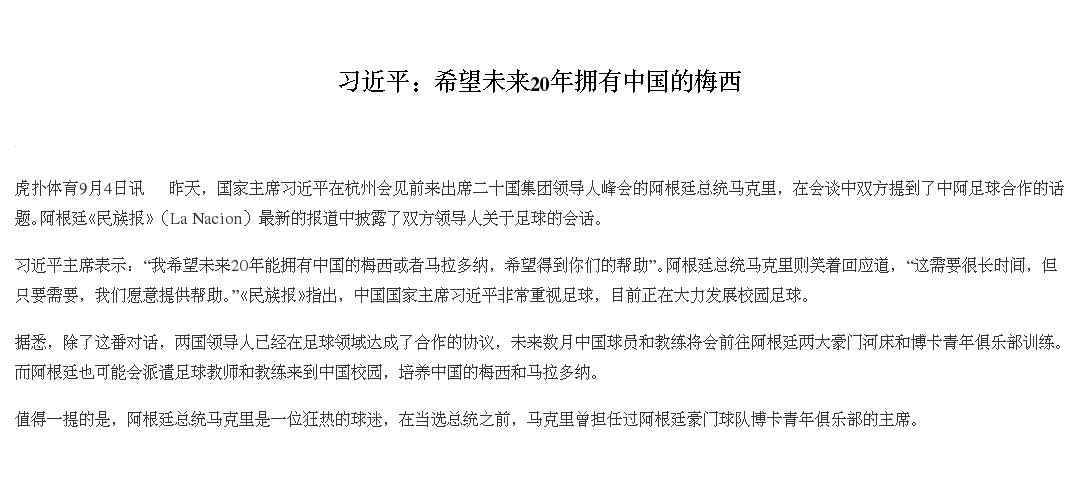 习近平：希望未来20年拥有中国的梅西
虎扑体育9月4日讯 昨天，国家主席习近平在杭州会见前来出席二十国集团领导人峰会的阿根廷总统马克里，在会谈中双方提到了中阿足球合作的话
题。阿根廷《民族报》（La Nacion）最新的报道中披露了双方领导人关于足球的会话。
习近平主席表示：“我希望未来20年能拥有中国的梅西或者马拉多纳，希望得到你们的帮助”。阿根廷总统马克里则笑着回应道，“这需要很长时间，但
只要需要，我们愿意提供帮助。”《民族报》指出，中国国家主席习近平非常重视足球，目前正在大力发展校园足球。
据悉，除了这番对话，两国领导人已经在足球领域达成了合作的协议，未来数月中国球员和教练将会前往阿根廷两大豪门河床和博卡青年俱乐部训练。
而阿根廷也可能会派遣足球教师和教练来到中国校园，培养中国的梅西和马拉多纳。
值得一提的是，阿根廷总统马克里是一位狂热的球迷，在当选总统之前，马克里曾担任过阿根廷豪门球队博卡青年俱乐部的主席。